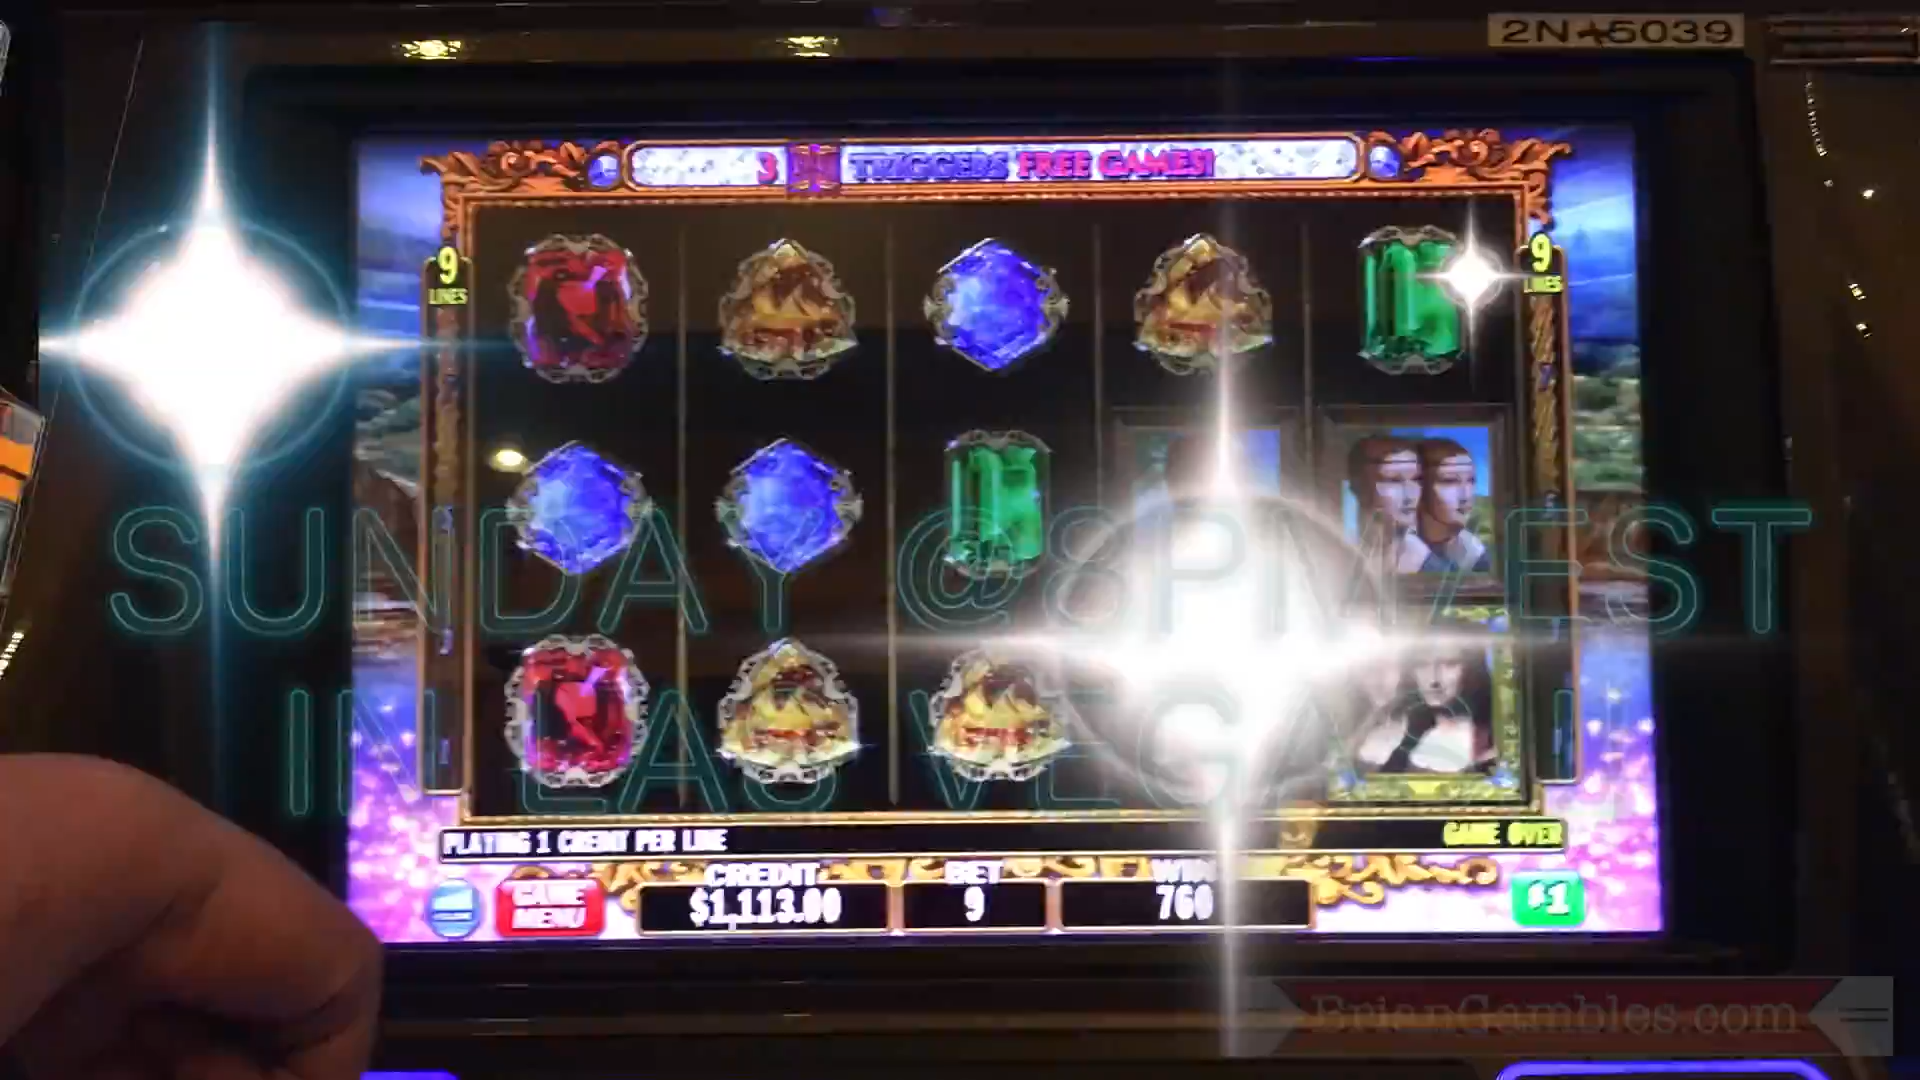 2N-5039
3 TRIGGERS FREE GAMES!
9
LINES
9
LINES
SUNDAY @8PM/EST
IN LAS VEGAS!!
PLAYING 1 CREDIT PER LINE
GAME OVER
CREDIT
$1,113.00
BET
9
WIN
760
GAME
MENU
$1
BrianGambles.com